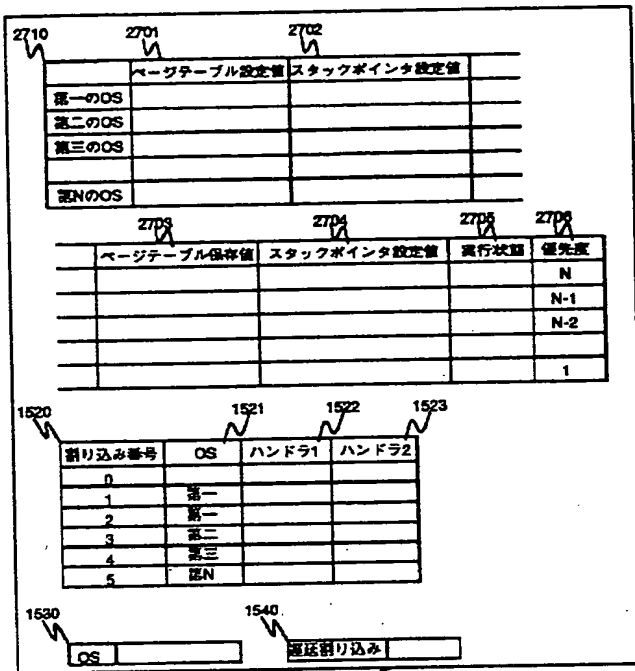 2710 2701 2702
ページテーブル設定値 スタックポインタ設定値
第一のOS
第二のOS
第三のOS
第NのOS
2703 2704 2705 2706
ページテーブル保存値 スタックポインタ設定値 実行状態 優先度
N
N-1
N-2
1
1520 1521 1522 1523
割り込み番号 OS ハンドラ1 ハンドラ2
0
1 第一
2 第一
3 第二
4 第三
5 第N
1530 1540
OS 遅延割り込み